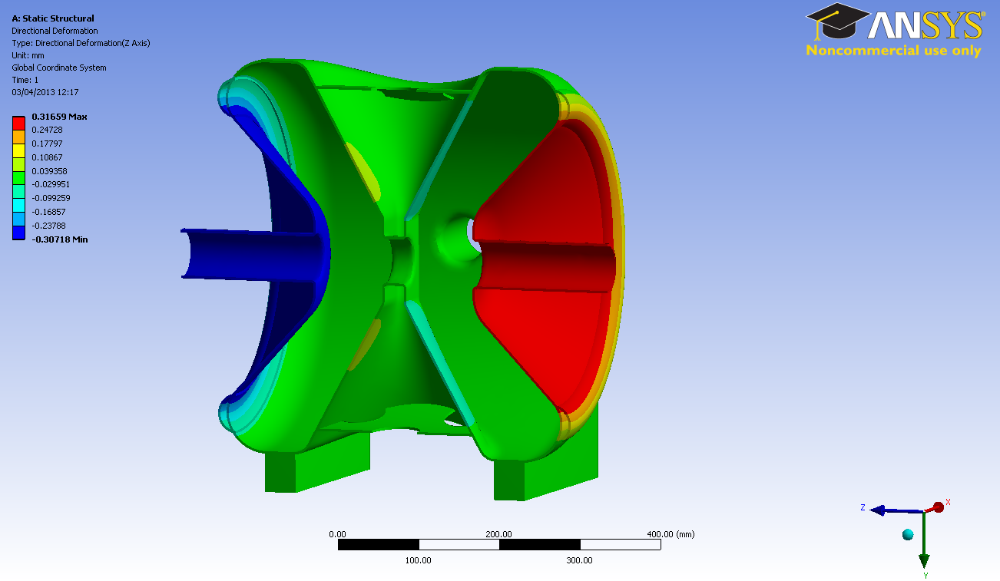 A: Static Structural
Directional Deformation
Type: Directional Deformation(Z Axis)
Unit: mm
Global Coordinate System
Time: 1
03/04/2013 12:17
0.31659 Max
0.24728
0.17797
0.10867
0.039358
-0.029951
-0.099259
-0.16857
-0.23788
-0.30718 Min
ANSYS®
Noncommercial use only
0.00 200.00 400.00 (mm)
100.00 300.00
Z X
Y